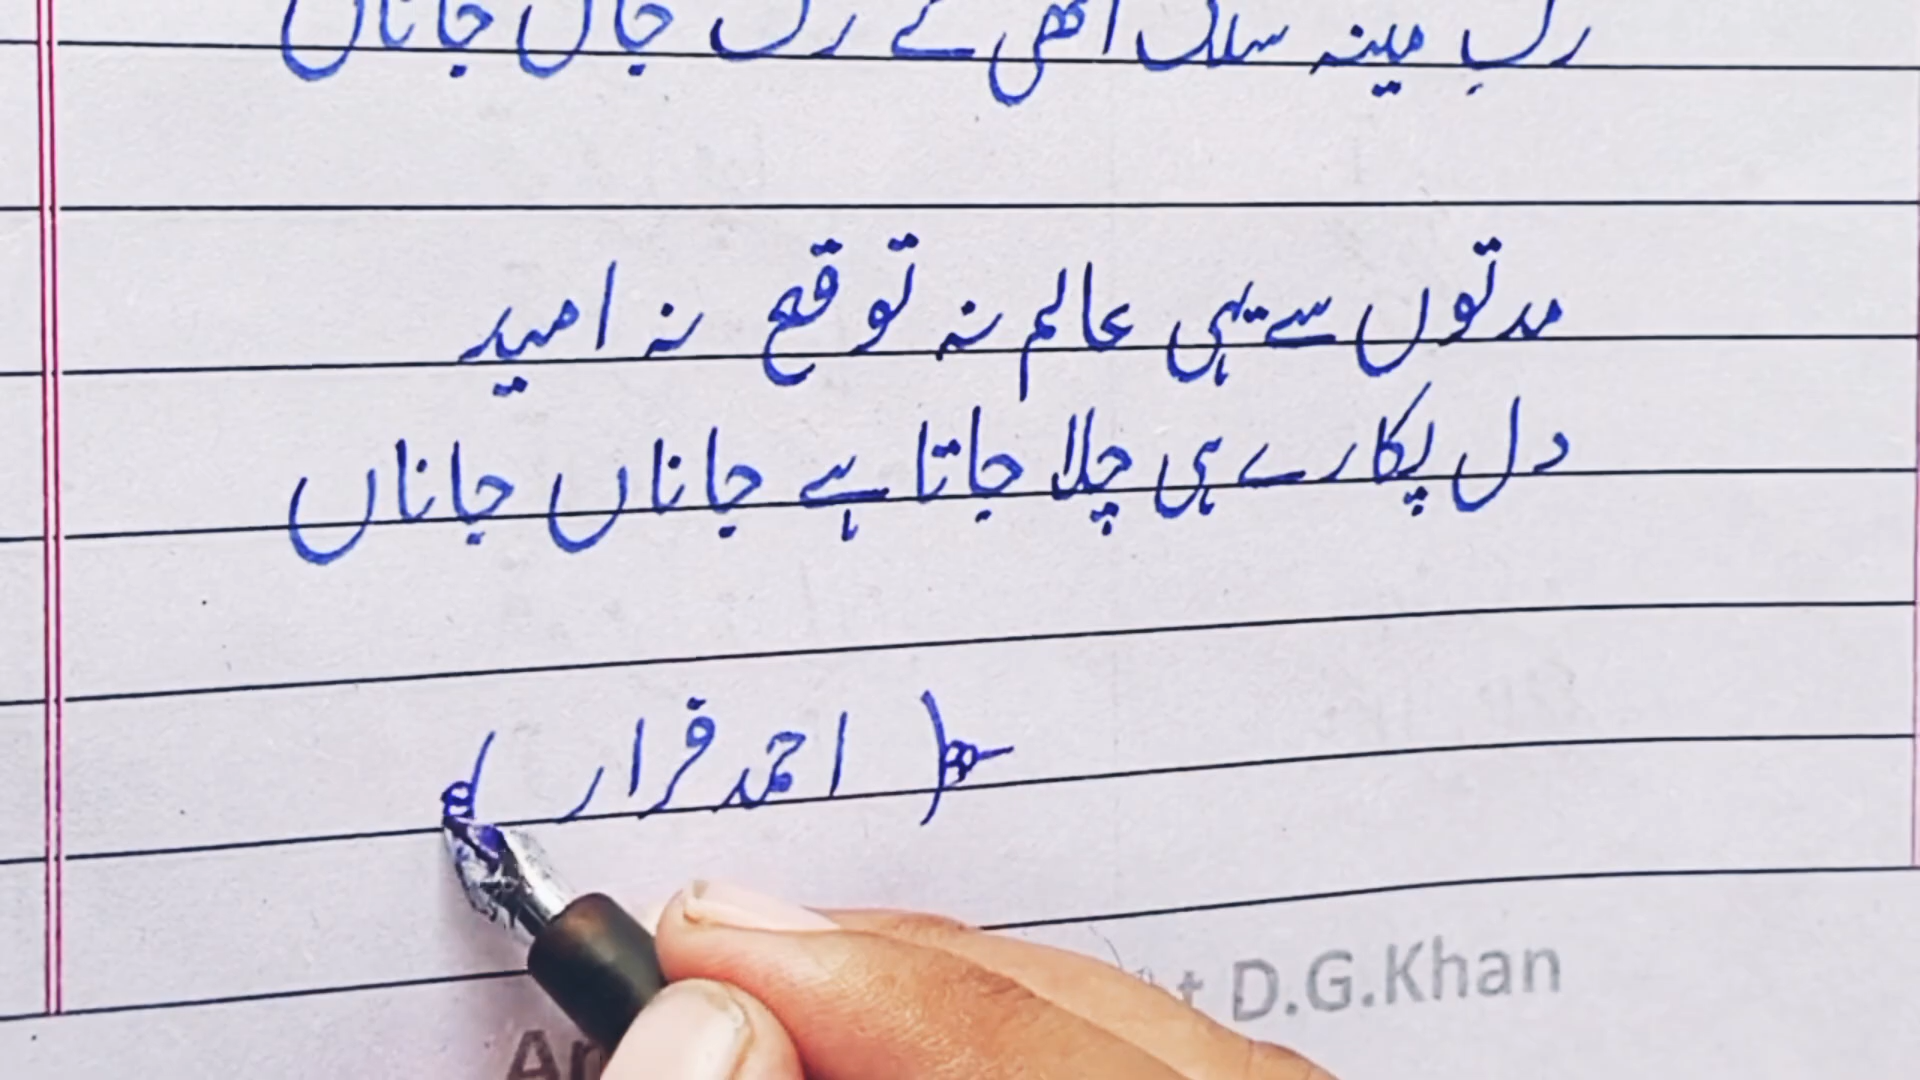 رگ مینہ سلگ اٹھی کے رگ جاں جاناں
مدتوں سے یہی عالم نہ توقع نہ امید
دل پکارے ہی چلا جاتا ہے جاناں جاناں
( احمد فراز )
D.G.Khan